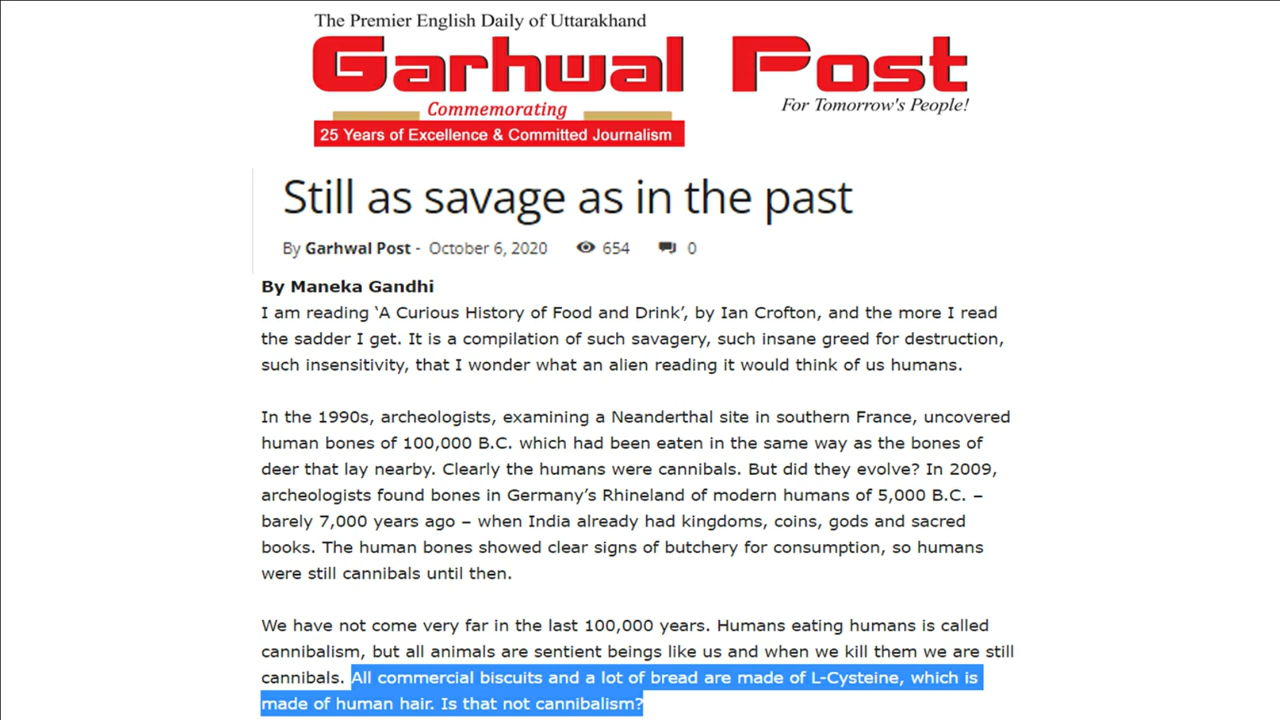 The Premier English Daily of Uttarakhand
Garhwal Post
Commemorating
For Tomorrow's People!
25 Years of Excellence & Committed Journalism
Still as savage as in the past
By Garhwal Post - October 6, 2020 654 0
By Maneka Gandhi
I am reading ‘A Curious History of Food and Drink’, by Ian Crofton, and the more I read
the sadder I get. It is a compilation of such savagery, such insane greed for destruction,
such insensitivity, that I wonder what an alien reading it would think of us humans.
In the 1990s, archeologists, examining a Neanderthal site in southern France, uncovered
human bones of 100,000 B.C. which had been eaten in the same way as the bones of
deer that lay nearby. Clearly the humans were cannibals. But did they evolve? In 2009,
archeologists found bones in Germany’s Rhineland of modern humans of 5,000 B.C. –
barely 7,000 years ago – when India already had kingdoms, coins, gods and sacred
books. The human bones showed clear signs of butchery for consumption, so humans
were still cannibals until then.
We have not come very far in the last 100,000 years. Humans eating humans is called
cannibalism, but all animals are sentient beings like us and when we kill them we are still
cannibals. All commercial biscuits and a lot of bread are made of L-Cysteine, which is
made of human hair. Is that not cannibalism?